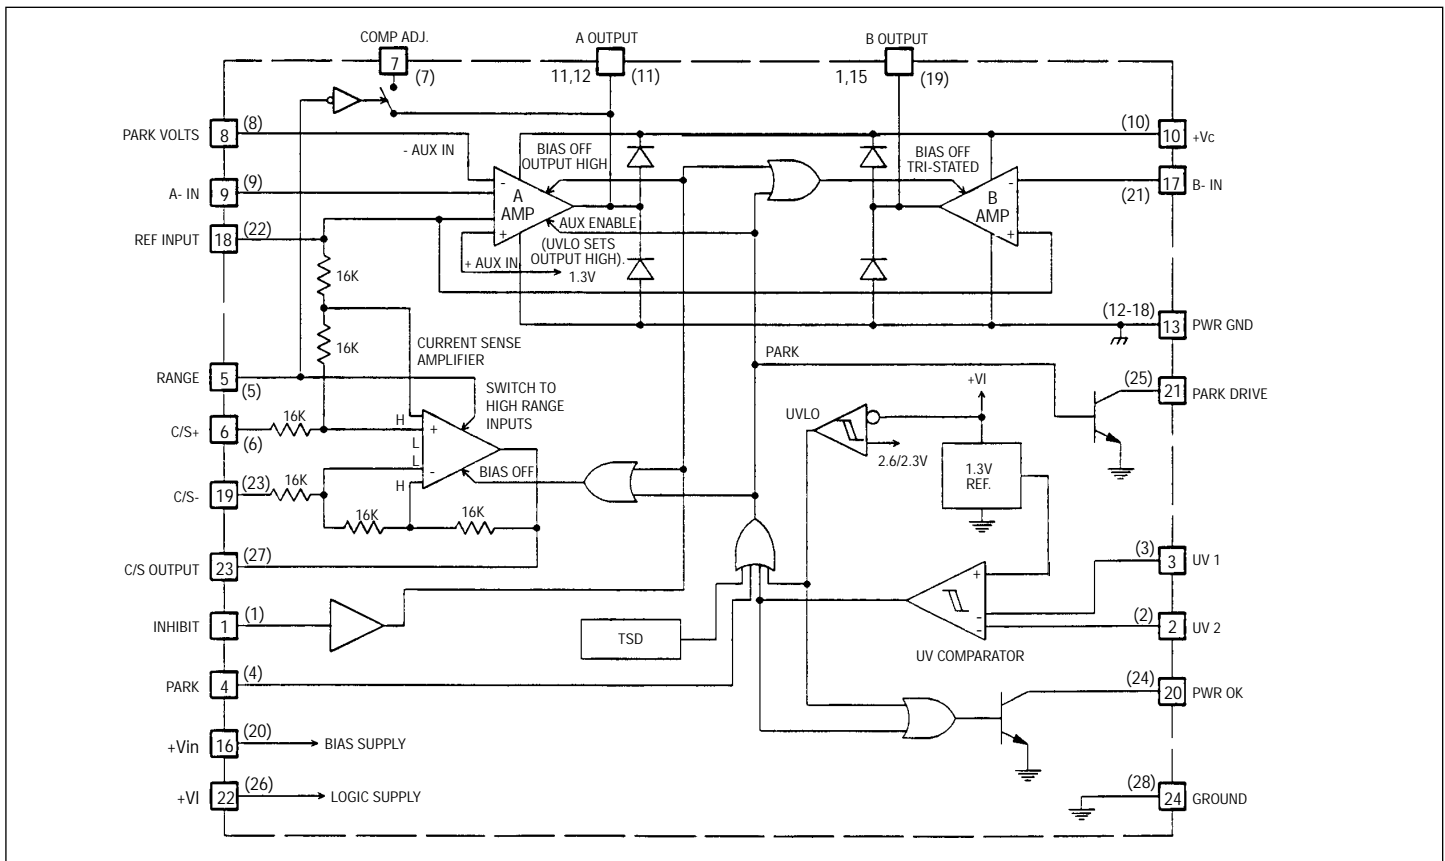 COMP ADJ.
A OUTPUT
B OUTPUT
7
(7)
11,12
(11)
1,15
(19)
PARK VOLTS
8
(8)
- AUX IN
BIAS OFF
OUTPUT HIGH
BIAS OFF
TRI-STATED
(10)
10
+Vc
A- IN
9
(9)
-
A
AMP
+
-
B
AMP
+
17
(21)
B- IN
REF INPUT
18
(22)
AUX ENABLE
(UVLO SETS
OUTPUT HIGH).
+ AUX IN
1.3V
16K
16K
(12-18)
13
PWR GND
CURRENT SENSE
AMPLIFIER
PARK
RANGE
5
(5)
SWITCH TO
HIGH RANGE
INPUTS
+VI
(25)
21
PARK DRIVE
C/S+
6
(6)
16K
H
+
L
L
-
H
BIAS OFF
UVLO
2.6/2.3V
1.3V
REF.
C/S-
19
(23)
16K
16K
16K
C/S OUTPUT
23
(27)
(3)
3
UV 1
+
-
-
INHIBIT
1
(1)
TSD
(2)
2
UV 2
UV COMPARATOR
PARK
4
(4)
(24)
20
PWR OK
+Vin
16
(20)
BIAS SUPPLY
+VI
22
(26)
LOGIC SUPPLY
(28)
24
GROUND